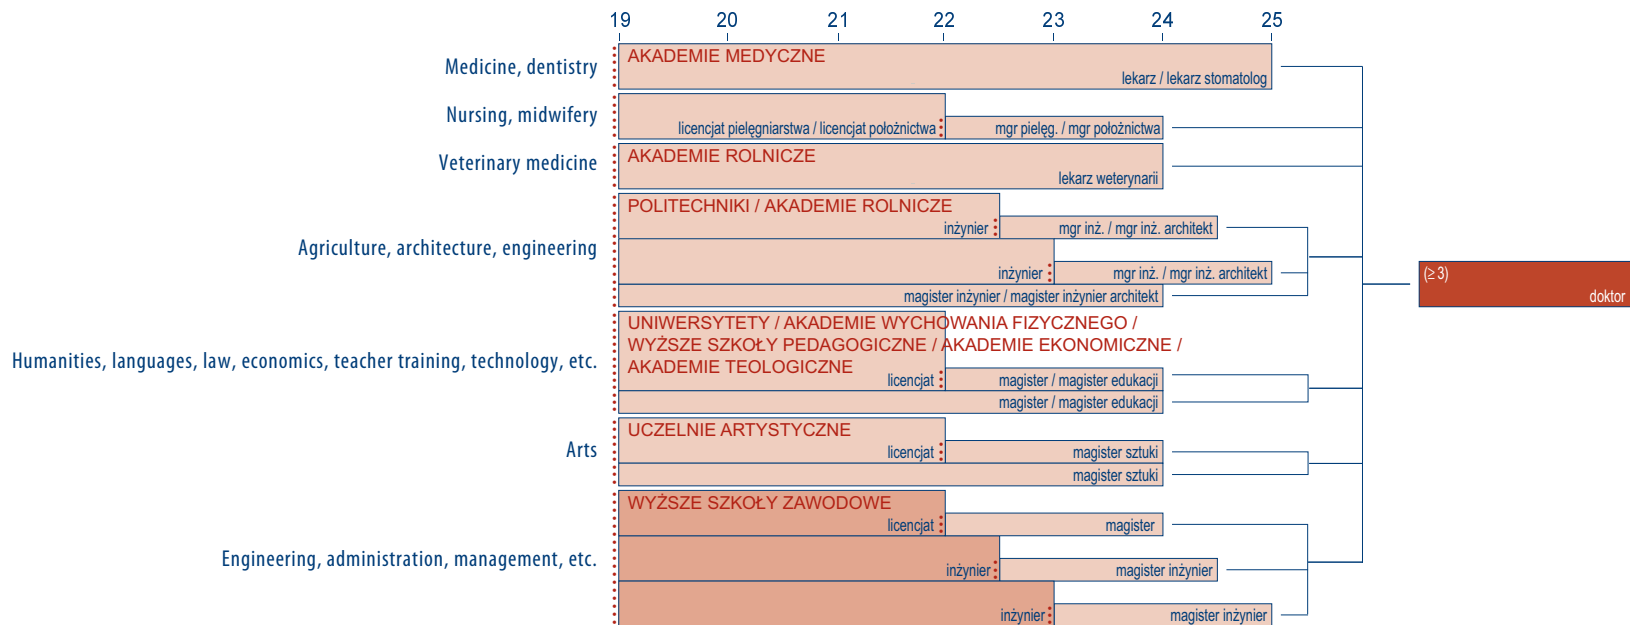 19 20 21 22 23 24 25
Medicine, dentistry
AKADEMIE MEDYCZNE
lekarz / lekarz stomatolog
Nursing, midwifery
licencjat pielęgniarstwa / licencjat położnictwa
mgr pielęg. / mgr położnictwa
Veterinary medicine
AKADEMIE ROLNICZE
lekarz weterynarii
Agriculture, architecture, engineering
POLITECHNIKI / AKADEMIE ROLNICZE
inżynier
mgr inż. / mgr inż. architekt
inżynier
mgr inż. / mgr inż. architekt
magister inżynier / magister inżynier architekt
(≥ 3)
doktor
Humanities, languages, law, economics, teacher training, technology, etc.
UNIWERSYTETY / AKADEMIE WYCHOWANIA FIZYCZNEGO /
WYŻSZE SZKOŁY PEDAGOGICZNE / AKADEMIE EKONOMICZNE /
AKADEMIE TEOLOGICZNE
licencjat
magister / magister edukacji
magister / magister edukacji
Arts
UCZELNIE ARTYSTYCZNE
licencjat
magister sztuki
magister sztuki
Engineering, administration, management, etc.
WYŻSZE SZKOŁY ZAWODOWE
licencjat
magister
inżynier
magister inżynier
inżynier
magister inżynier